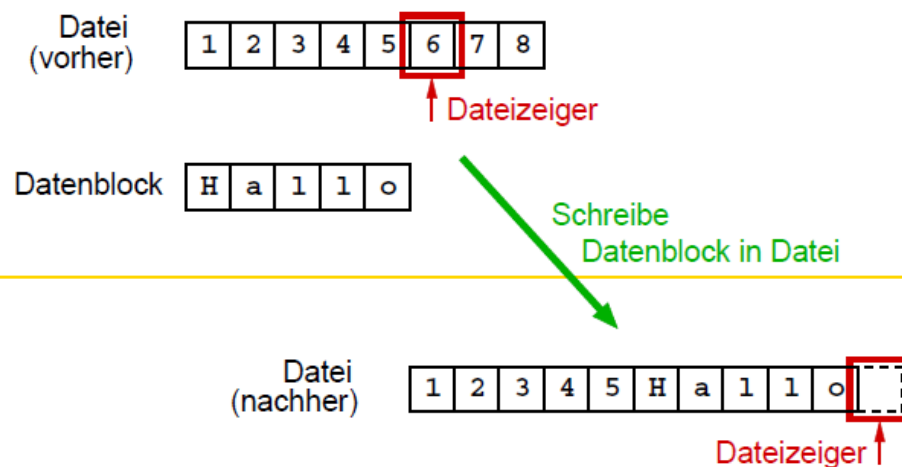 Datei
(vorher)
1 2 3 4 5 6 7 8
Dateizeiger
Datenblock
H a l l o
Schreibe
Datenblock in Datei
Datei
(nachher)
1 2 3 4 5 H a l l o
Dateizeiger